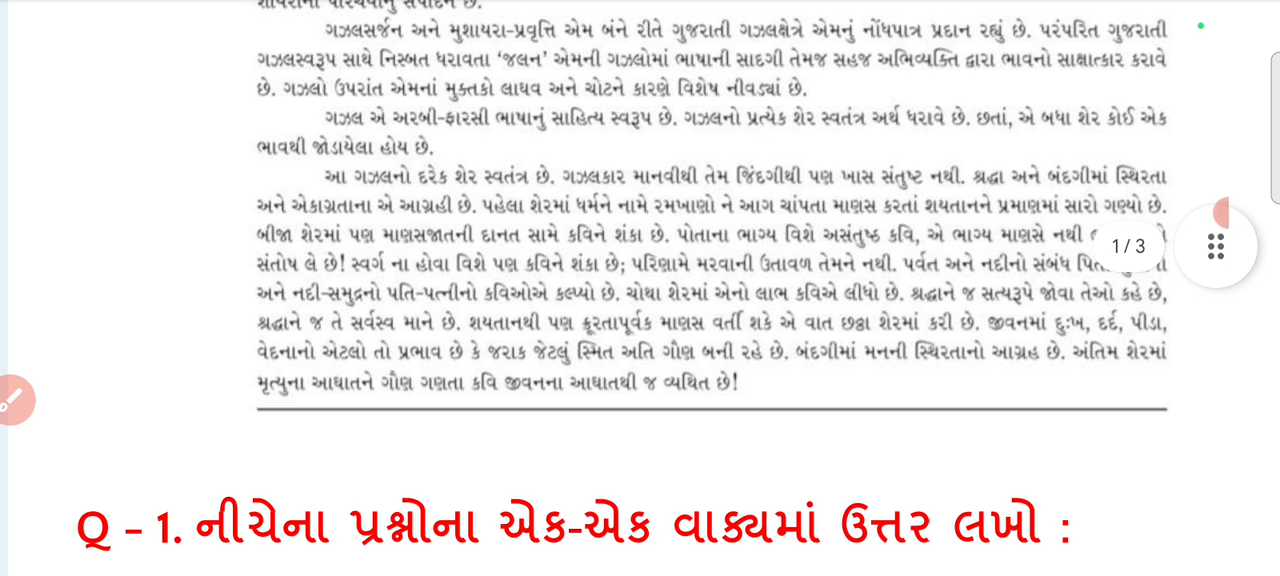 ગઝલસર્જન અને મુશાયરા-પ્રવૃત્તિ એમ બંને રીતે ગુજરાતી ગઝલક્ષેત્રે એમનું નોંધપાત્ર પ્રદાન રહ્યું છે. પરંપરિત ગુજરાતી
ગઝલસ્વરૂપ સાથે નિસ્બત ધરાવતા ‘જલન’ એમની ગઝલોમાં ભાષાની સાદગી તેમજ સહજ અભિવ્યક્તિ દ્વારા ભાવનો સાક્ષાત્કાર કરાવે
છે. ગઝલો ઉપરાંત એમનાં મુક્તકો લાઘવ અને ચોટને કારણે વિશેષ નીવડ્યાં છે.
ગઝલ એ અરબી-ફારસી ભાષાનું સાહિત્ય સ્વરૂપ છે. ગઝલનો પ્રત્યેક શેર સ્વતંત્ર અર્થ ધરાવે છે. છતાં, એ બધા શેર કોઈ એક
ભાવથી જોડાયેલા હોય છે.
આ ગઝલનો દરેક શેર સ્વતંત્ર છે. ગઝલકાર માનવીથી તેમ જિંદગીથી પણ ખાસ સંતુષ્ટ નથી. શ્રદ્ધા અને બંદગીમાં સ્થિરતા
અને એકાગ્રતાના એ આગ્રહી છે. પહેલા શેરમાં ધર્મને નામે રમખાણો ને આગ ચાંપતા માણસ કરતાં શયતાનને પ્રમાણમાં સારો ગણ્યો છે.
બીજા શેરમાં પણ માણસજાતની દાનત સામે કવિને શંકા છે. પોતાના ભાગ્ય વિશે અસંતુષ્ઠ કવિ, એ ભાગ્ય માણસે નથી
1 / 3
સંતોષ લે છે! સ્વર્ગ ના હોવા વિશે પણ કવિને શંકા છે; પરિણામે મરવાની ઉતાવળ તેમને નથી. પર્વત અને નદીનો સંબંધ
અને નદી-સમુદ્રનો પતિ-પત્નીનો કવિઓએ કલ્પ્યો છે. ચોથા શેરમાં એનો લાભ કવિએ લીધો છે. શ્રદ્ધાને જ સત્યરૂપે જોવા તેઓ કહે છે,
શ્રદ્ધાને જ તે સર્વસ્વ માને છે. શયતાનથી પણ ક્રૂરતાપૂર્વક માણસ વર્તી શકે એ વાત છઠ્ઠા શેરમાં કરી છે. જીવનમાં દુઃખ, દર્દ, પીડા,
વેદનાનો એટલો તો પ્રભાવ છે કે જરાક જેટલું સ્મિત અતિ ગૌણ બની રહે છે. બંદગીમાં મનની સ્થિરતાનો આગ્રહ છે. અંતિમ શેરમાં
મૃત્યુના આઘાતને ગૌણ ગણતા કવિ જીવનના આઘાતથી જ વ્યથિત છે!
Q – 1. નીચેના પ્રશ્નોના એક-એક વાક્યમાં ઉત્તર લખો :